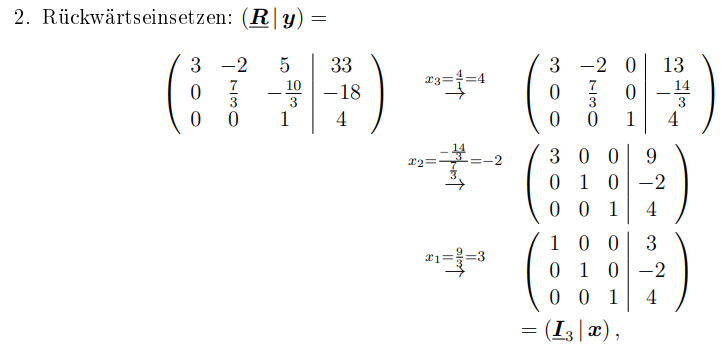 2. Rückwärtseinsetzen: (R | y) =
( 3 −2 5 | 33 ) x₃=4/1=4 ( 3 −2 0 | 13 )
( 0 7/3 −10/3 | −18 ) → ( 0 7/3 0 | −14/3 )
( 0 0 1 | 4 ) ( 0 0 1 | 4 )
x₂=(−14/3)/(7/3)=−2 ( 3 0 0 | 9 )
→ ( 0 1 0 | −2 )
( 0 0 1 | 4 )
x₁=9/3=3 ( 1 0 0 | 3 )
→ ( 0 1 0 | −2 )
( 0 0 1 | 4 )
= (I₃ | x) ,